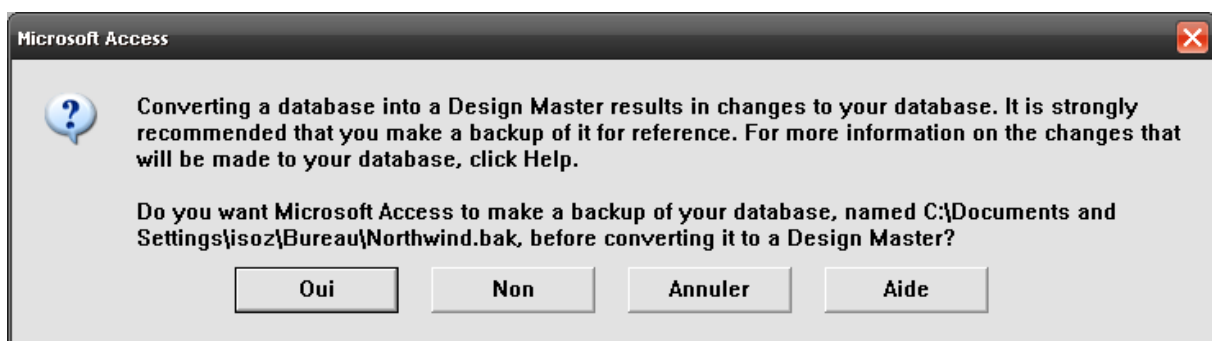 Microsoft Access
Converting a database into a Design Master results in changes to your database. It is strongly
recommended that you make a backup of it for reference. For more information on the changes that
will be made to your database, click Help.
Do you want Microsoft Access to make a backup of your database, named C:\Documents and
Settings\isoz\Bureau\Northwind.bak, before converting it to a Design Master?
Oui Non Annuler Aide